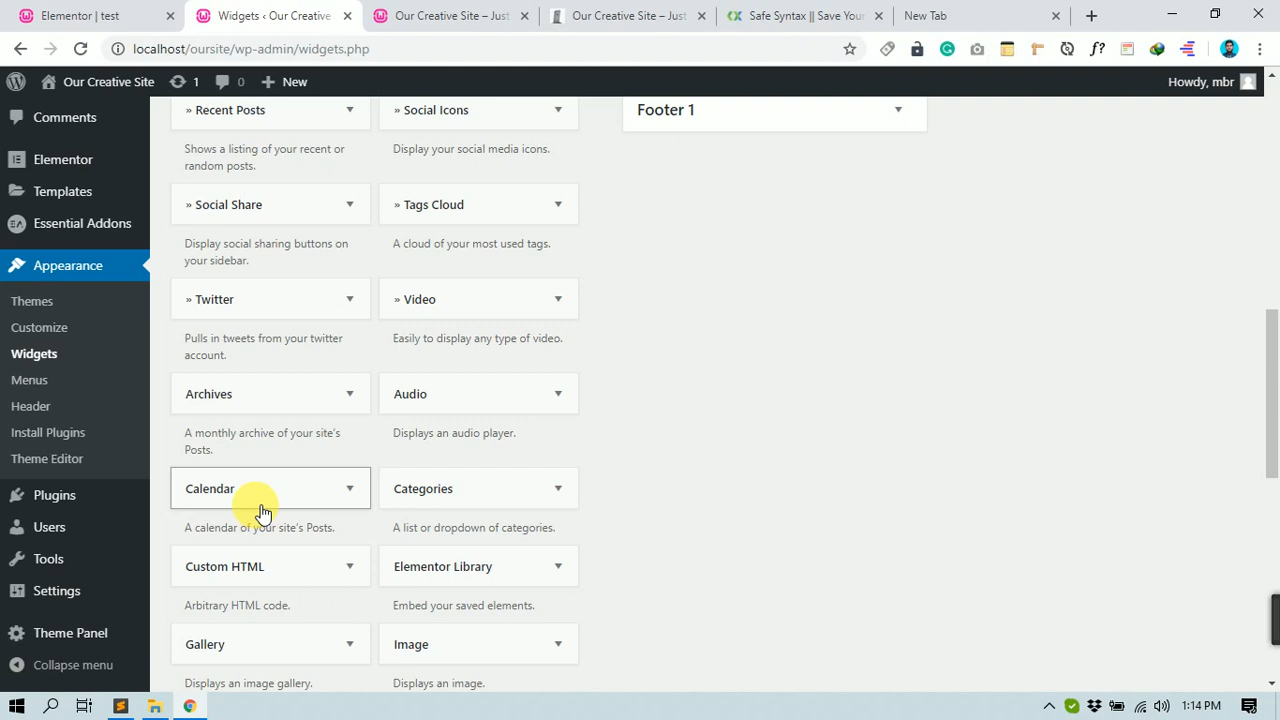 Elementor | test
Widgets ‹ Our Creative
Our Creative Site – Just
Our Creative Site – Just
Safe Syntax || Save Your
New Tab
localhost/oursite/wp-admin/widgets.php
Our Creative Site
1
0
New
Howdy, mbr
Comments
Elementor
Templates
Essential Addons
Appearance
Themes
Customize
Widgets
Menus
Header
Install Plugins
Theme Editor
Plugins
Users
Tools
Settings
Theme Panel
Collapse menu
» Recent Posts
Shows a listing of your recent or
random posts.
» Social Icons
Display your social media icons.
» Social Share
Display social sharing buttons on
your sidebar.
» Tags Cloud
A cloud of your most used tags.
» Twitter
Pulls in tweets from your twitter
account.
» Video
Easily to display any type of video.
Archives
A monthly archive of your site's
Posts.
Audio
Displays an audio player.
Calendar
A calendar of your site's Posts.
Categories
A list or dropdown of categories.
Custom HTML
Arbitrary HTML code.
Elementor Library
Embed your saved elements.
Gallery
Displays an image gallery.
Image
Displays an image.
Footer 1
1:14 PM